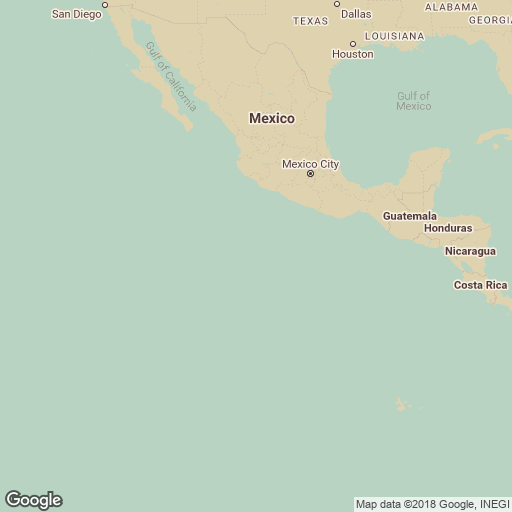 San Diego
Dallas
ALABAMA
TEXAS
GEORGIA
LOUISIANA
Houston
Gulf of
California
Gulf of
Mexico
Mexico
Mexico City
Guatemala
Honduras
Nicaragua
Costa Rica
Google
Map data ©2018 Google, INEGI